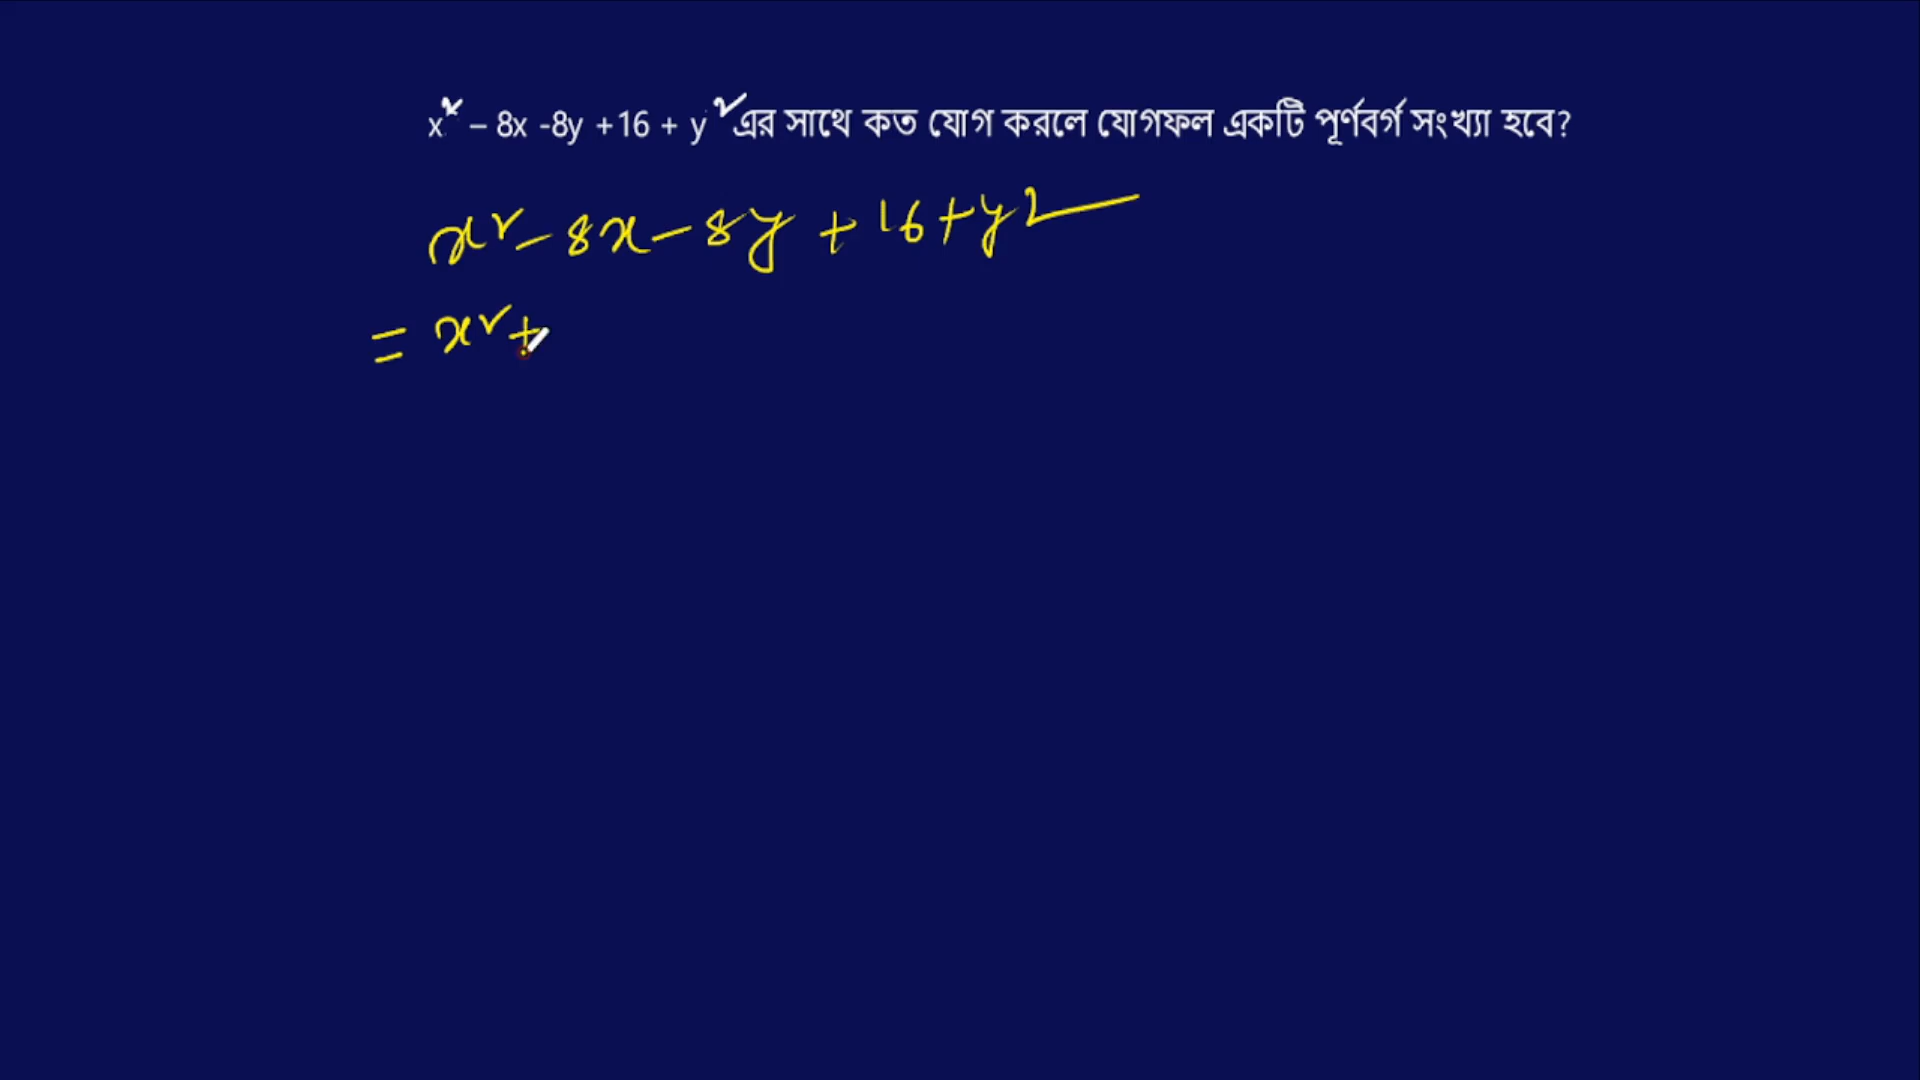 x² – 8x -8y +16 + y² এর সাথে কত যোগ করলে যোগফল একটি পূর্ণবর্গ সংখ্যা হবে?
x² - 8x - 8y + 16 + y²
= x² +